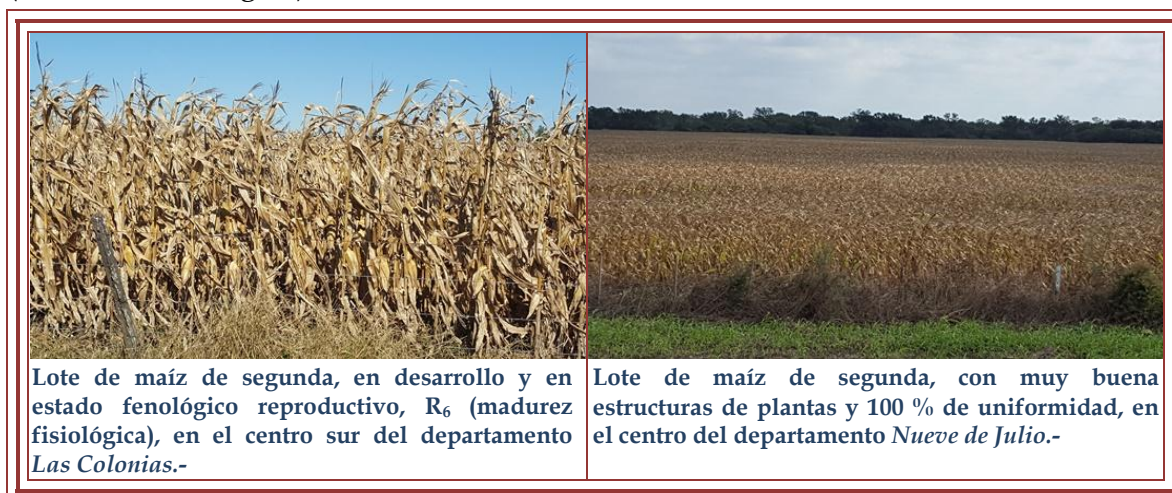 Lote de maíz de segunda, en desarrollo y en
estado fenológico reproductivo, R₆ (madurez
fisiológica), en el centro sur del departamento
Las Colonias.-
Lote de maíz de segunda, con muy buena
estructuras de plantas y 100 % de uniformidad, en
el centro del departamento Nueve de Julio.-